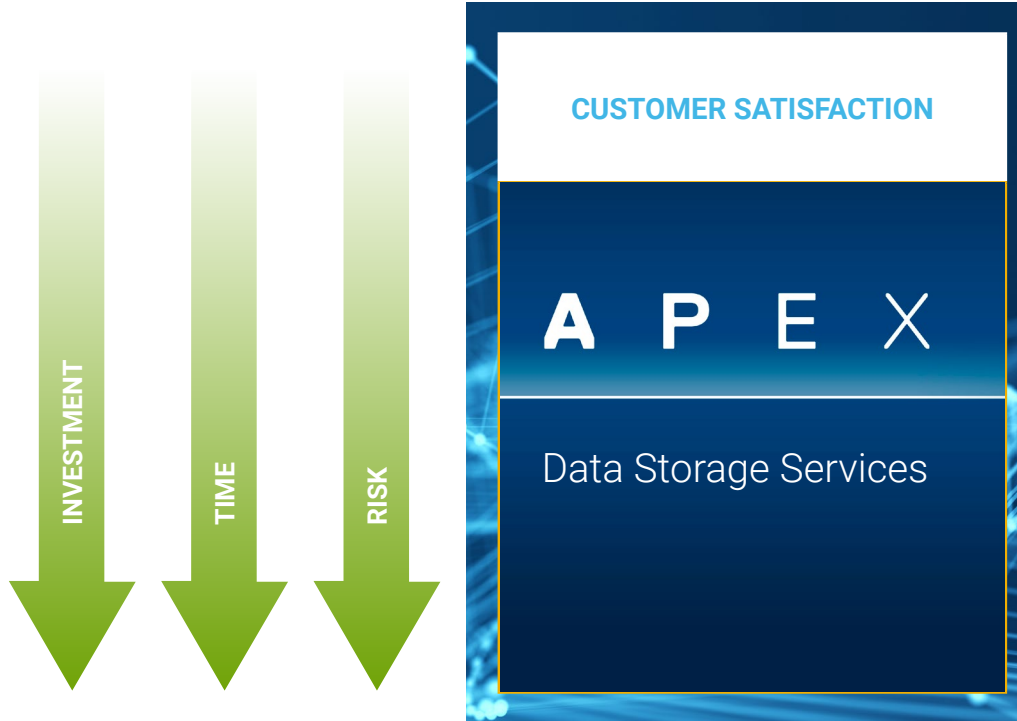 INVESTMENT
TIME
RISK
CUSTOMER SATISFACTION
APEX
Data Storage Services